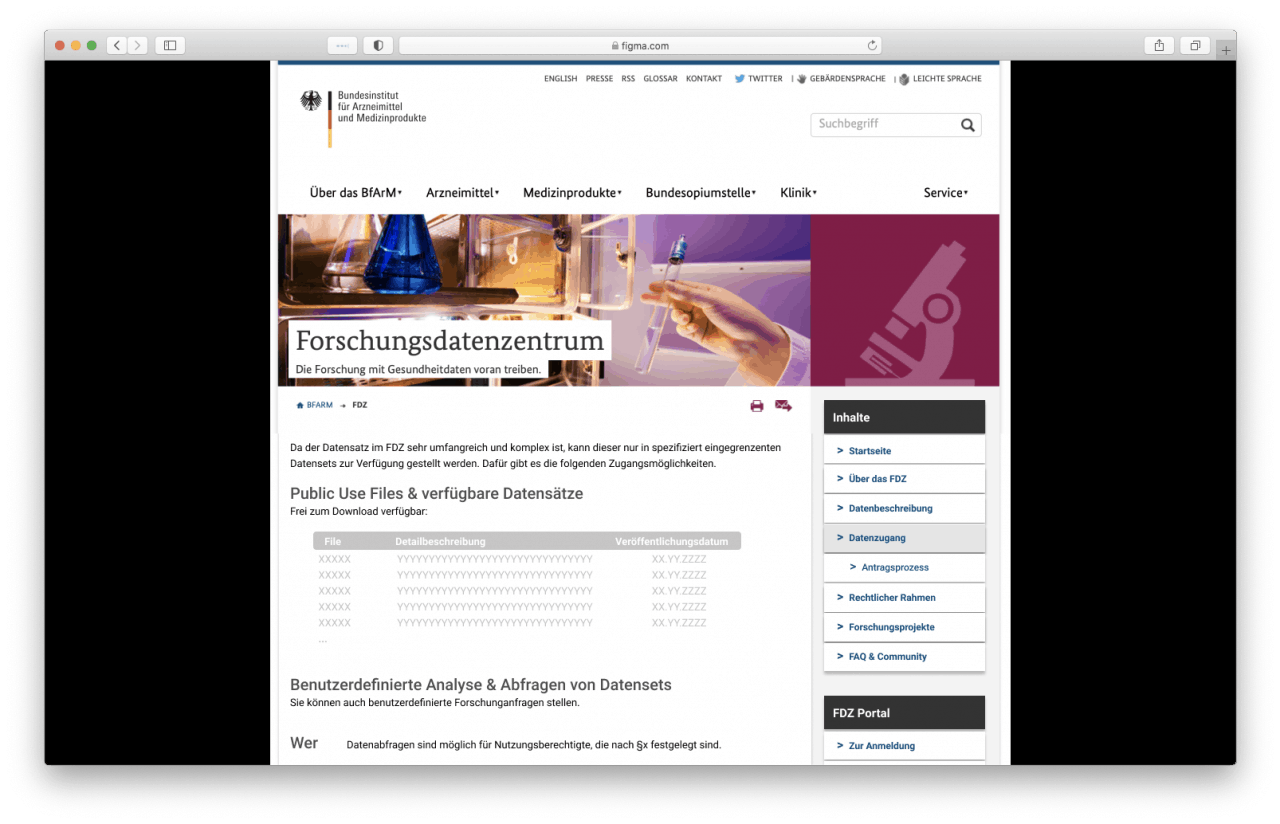 figma.com
ENGLISH PRESSE RSS GLOSSAR KONTAKT TWITTER | GEBÄRDENSPRACHE | LEICHTE SPRACHE
Bundesinstitut
für Arzneimittel
und Medizinprodukte
Suchbegriff
Über das BfArM Arzneimittel Medizinprodukte Bundesopiumstelle Klinik Service
Forschungsdatenzentrum
Die Forschung mit Gesundheitdaten voran treiben.
BFARM → FDZ
Da der Datensatz im FDZ sehr umfangreich und komplex ist, kann dieser nur in spezifiziert eingegrenzten
Datensets zur Verfügung gestellt werden. Dafür gibt es die folgenden Zugangsmöglichkeiten.
Public Use Files & verfügbare Datensätze
Frei zum Download verfügbar:
File Detailbeschreibung Veröffentlichungsdatum
XXXXX YYYYYYYYYYYYYYYYYYYYYYYYYYYYYYY XX.YY.ZZZZ
XXXXX YYYYYYYYYYYYYYYYYYYYYYYYYYYYYYY XX.YY.ZZZZ
XXXXX YYYYYYYYYYYYYYYYYYYYYYYYYYYYYYY XX.YY.ZZZZ
XXXXX YYYYYYYYYYYYYYYYYYYYYYYYYYYYYYY XX.YY.ZZZZ
XXXXX YYYYYYYYYYYYYYYYYYYYYYYYYYYYYYY XX.YY.ZZZZ
...
Benutzerdefinierte Analyse & Abfragen von Datensets
Sie können auch benutzerdefinierte Forschunganfragen stellen.
Wer Datenabfragen sind möglich für Nutzungsberechtigte, die nach §x festgelegt sind.
Inhalte
> Startseite
> Über das FDZ
> Datenbeschreibung
> Datenzugang
> Antragsprozess
> Rechtlicher Rahmen
> Forschungsprojekte
> FAQ & Community
FDZ Portal
> Zur Anmeldung